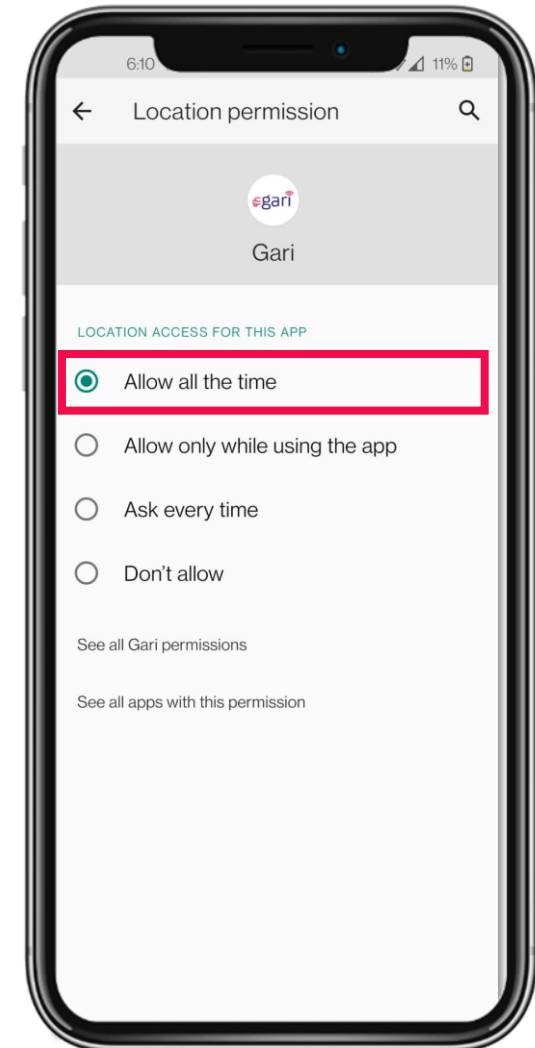 6:10
11%
Location permission
gari
Gari
LOCATION ACCESS FOR THIS APP
Allow all the time
Allow only while using the app
Ask every time
Don't allow
See all Gari permissions
See all apps with this permission